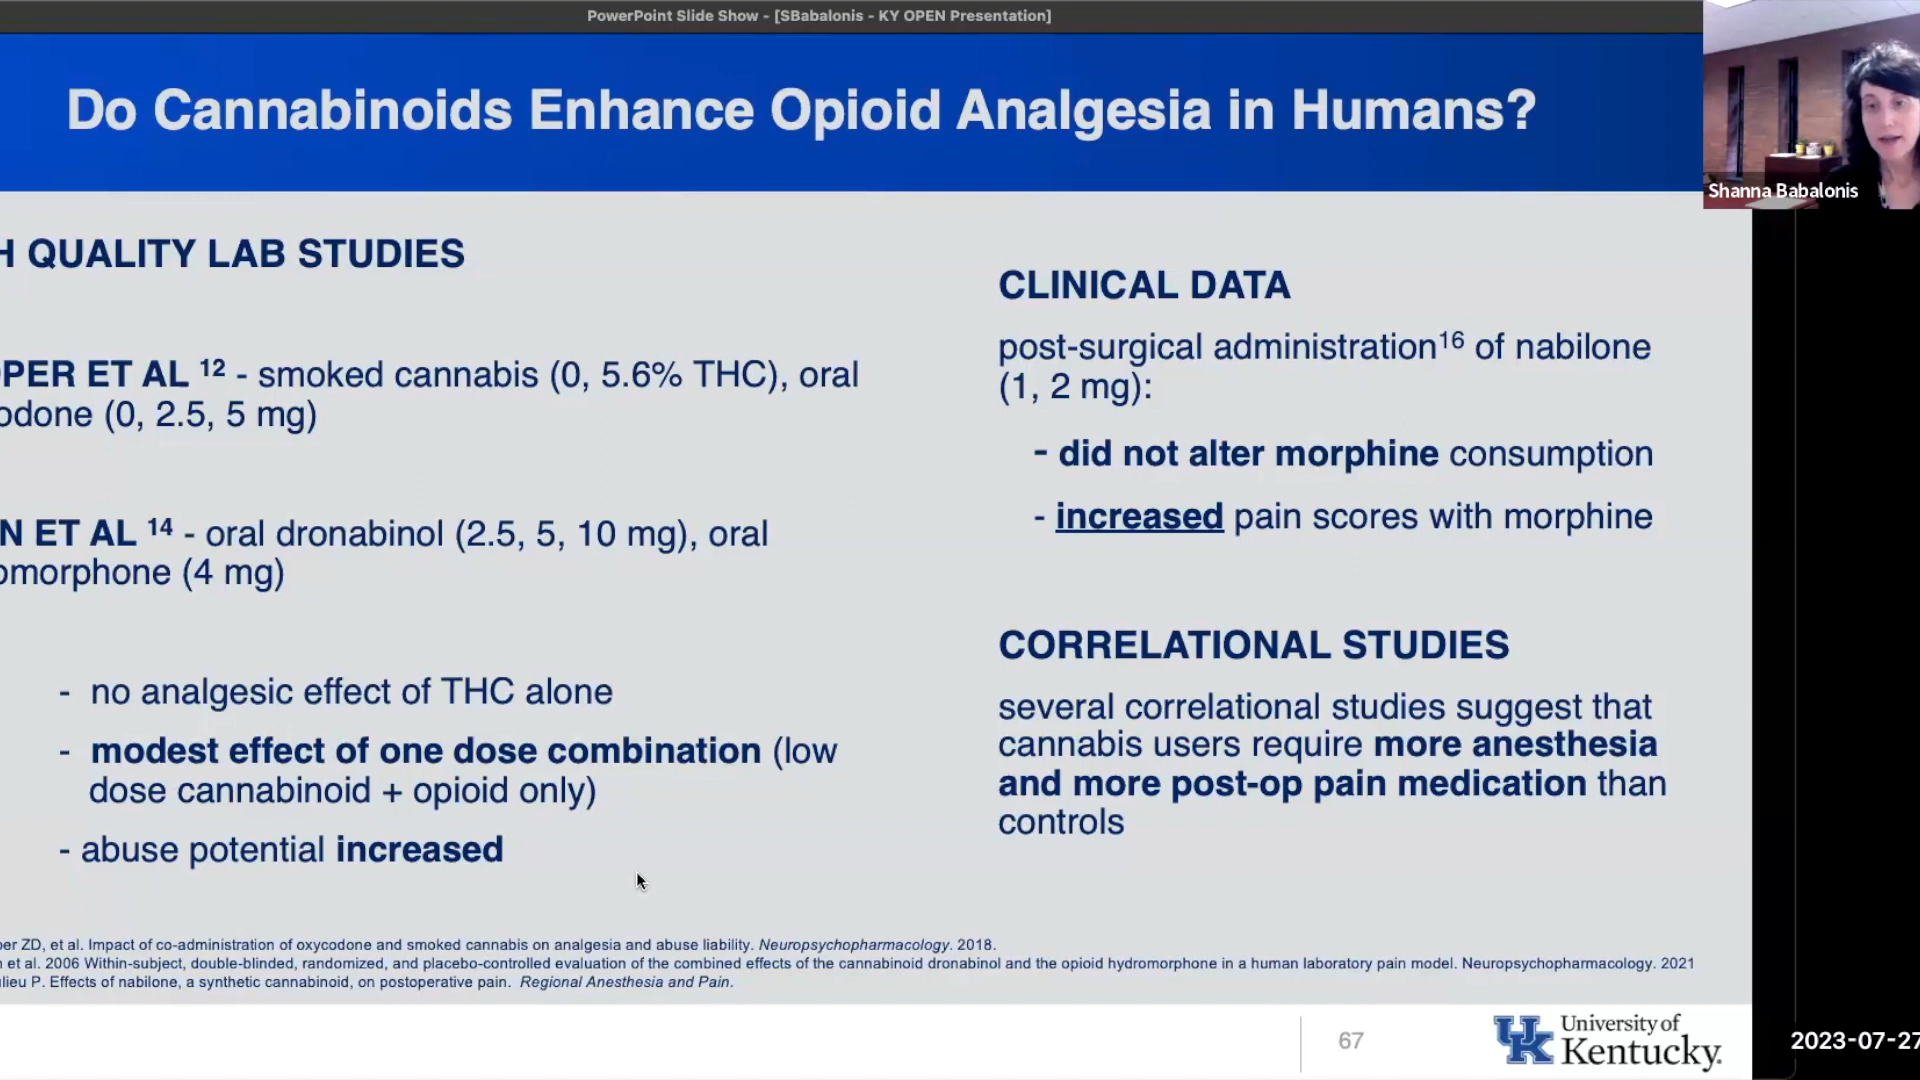 PowerPoint Slide Show - [SBabalonis - KY OPEN Presentation]
Do Cannabinoids Enhance Opioid Analgesia in Humans?
Shanna Babalonis
H QUALITY LAB STUDIES
PER ET AL 12 - smoked cannabis (0, 5.6% THC), oral
odone (0, 2.5, 5 mg)
N ET AL 14 - oral dronabinol (2.5, 5, 10 mg), oral
omorphone (4 mg)
- no analgesic effect of THC alone
- modest effect of one dose combination (low
dose cannabinoid + opioid only)
- abuse potential increased
CLINICAL DATA
post-surgical administration16 of nabilone
(1, 2 mg):
- did not alter morphine consumption
- increased pain scores with morphine
CORRELATIONAL STUDIES
several correlational studies suggest that
cannabis users require more anesthesia
and more post-op pain medication than
controls
per ZD, et al. Impact of co-administration of oxycodone and smoked cannabis on analgesia and abuse liability. Neuropsychopharmacology. 2018.
n et al. 2006 Within-subject, double-blinded, randomized, and placebo-controlled evaluation of the combined effects of the cannabinoid dronabinol and the opioid hydromorphone in a human laboratory pain model. Neuropsychopharmacology. 2021
lieu P. Effects of nabilone, a synthetic cannabinoid, on postoperative pain. Regional Anesthesia and Pain.
67
UK University of
Kentucky.
2023-07-27